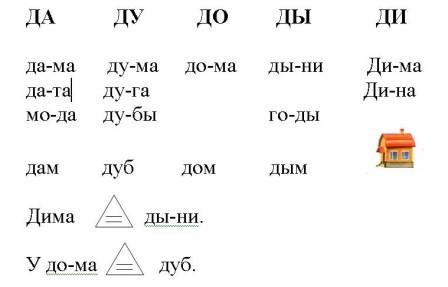 ДА ДУ ДО ДЫ ДИ
да-ма ду-ма до-ма ды-ни Ди-ма
да-та ду-га Ди-на
мо-да ду-бы го-ды
дам дуб дом дым
Дима ды-ни.
У до-ма дуб.